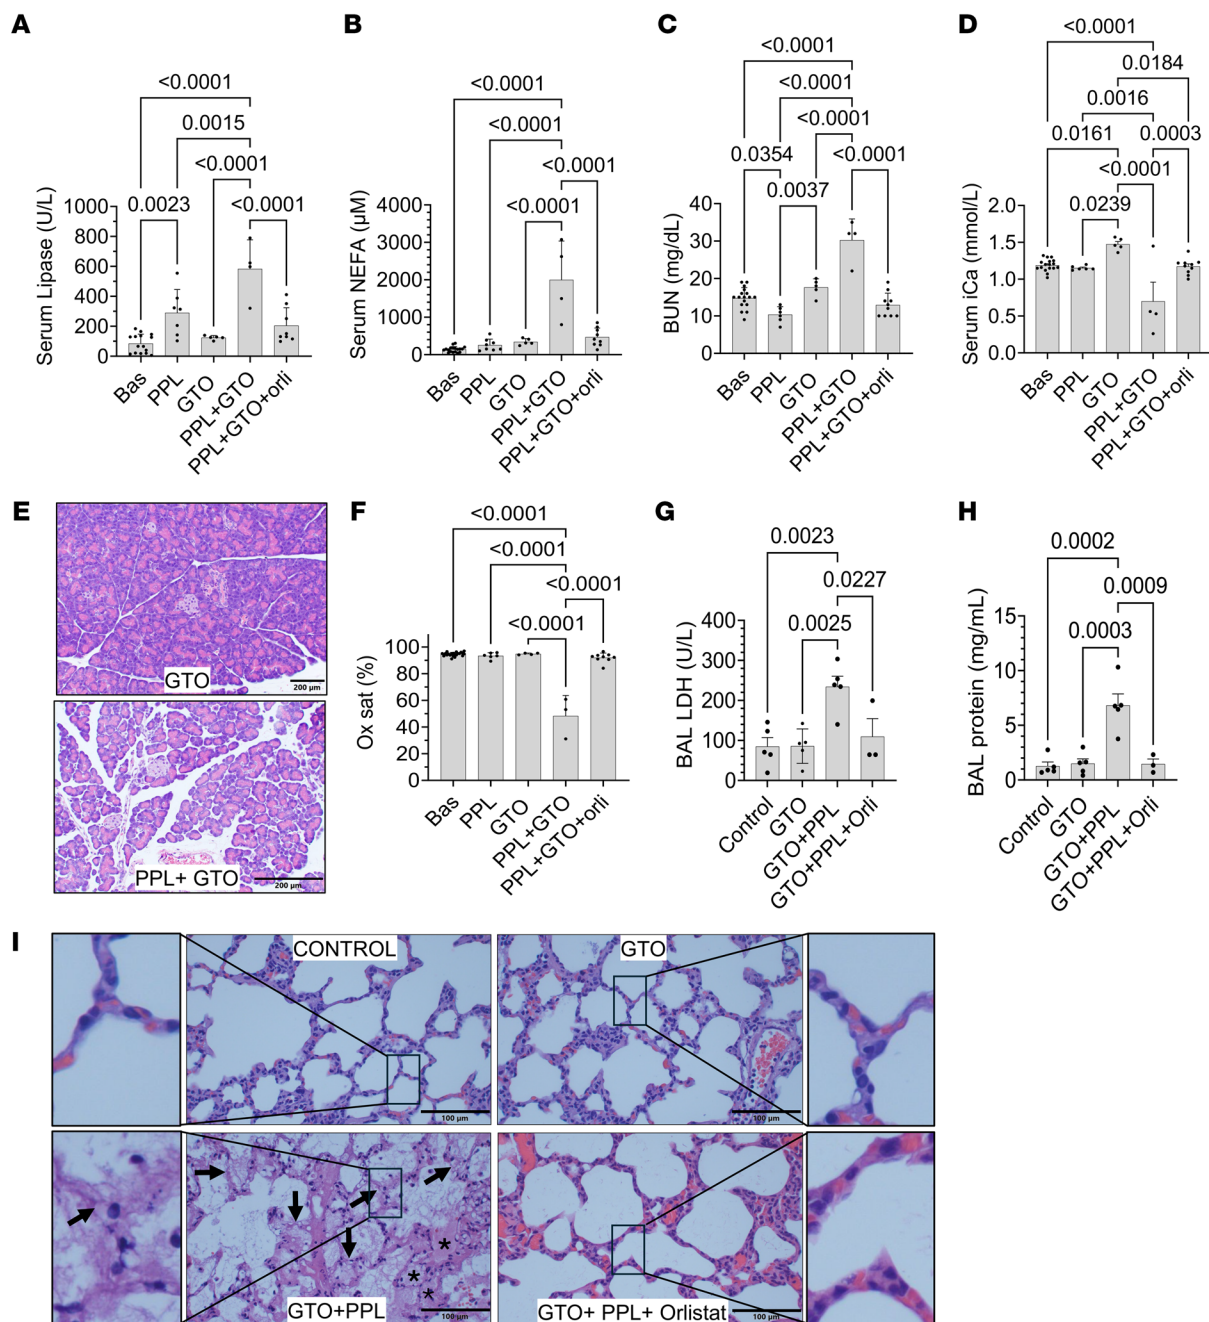 A
<0.0001
0.0015
<0.0001
0.0023
<0.0001
Serum Lipase (U/L)
1000
800
600
400
200
0
Bas
PPL
GTO
PPL+GTO
PPL+GTO+orli
B
<0.0001
<0.0001
<0.0001
<0.0001
Serum NEFA (µM)
4000
3000
2000
1000
0
Bas
PPL
GTO
PPL+GTO
PPL+GTO+orli
C
<0.0001
<0.0001
<0.0001
0.0354
<0.0001
0.0037
BUN (mg/dL)
40
30
20
10
0
Bas
PPL
GTO
PPL+GTO
PPL+GTO+orli
D
<0.0001
0.0184
0.0016
0.0161
0.0003
<0.0001
0.0239
Serum iCa (mmol/L)
2.0
1.5
1.0
0.5
0.0
Bas
PPL
GTO
PPL+GTO
PPL+GTO+orli
E
GTO
200 µm
PPL+ GTO
200 µm
F
<0.0001
<0.0001
<0.0001
<0.0001
Ox sat (%)
100
80
60
40
20
0
Bas
PPL
GTO
PPL+GTO
PPL+GTO+orli
G
0.0023
0.0227
0.0025
BAL LDH (U/L)
400
300
200
100
0
Control
GTO
GTO+PPL
GTO+PPL+Orli
H
0.0002
0.0009
0.0003
BAL protein (mg/mL)
15
10
5
0
Control
GTO
GTO+PPL
GTO+PPL+Orli
I
CONTROL
100 µm
GTO
100 µm
*
*
*
GTO+PPL
100 µm
GTO+ PPL+ Orlistat
100 µm